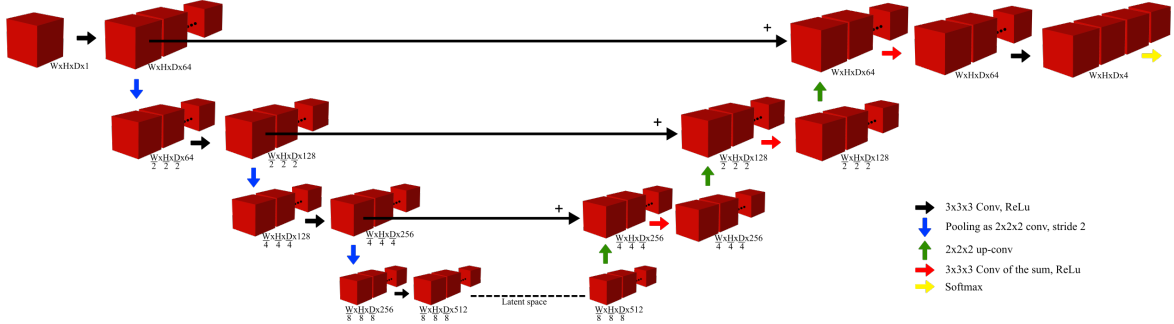 +
WxHxDx1
WxHxDx64
WxHxDx64
WxHxDx64
WxHxDx4
+
WxHxDx64
2 2 2
WxHxDx128
2 2 2
WxHxDx128
2 2 2
WxHxDx128
2 2 2
+
WxHxDx128
4 4 4
WxHxDx256
4 4 4
WxHxDx256
4 4 4
WxHxDx256
4 4 4
WxHxDx256
8 8 8
WxHxDx512
8 8 8
Latent space
WxHxDx512
8 8 8
3x3x3 Conv, ReLu
Pooling as 2x2x2 conv, stride 2
2x2x2 up-conv
3x3x3 Conv of the sum, ReLu
Softmax